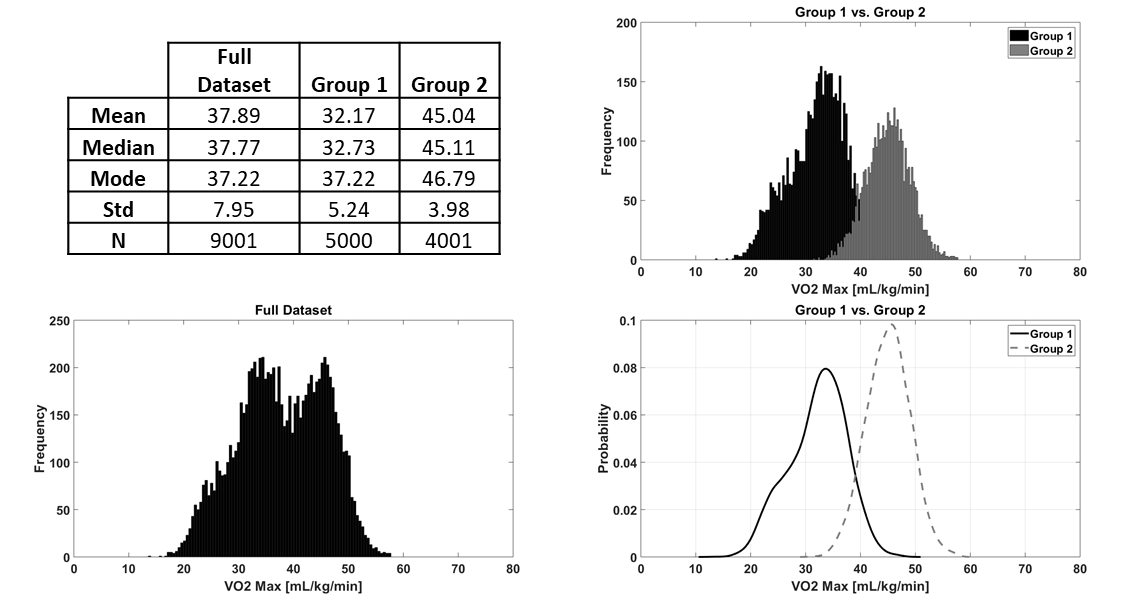 Full
Dataset Group 1 Group 2
Mean 37.89 32.17 45.04
Median 37.77 32.73 45.11
Mode 37.22 37.22 46.79
Std 7.95 5.24 3.98
N 9001 5000 4001
Group 1 vs. Group 2
200
150
100
50
0
Frequency
Group 1
Group 2
0 10 20 30 40 50 60 70 80
VO2 Max [mL/kg/min]
Full Dataset
250
200
150
100
50
0
Frequency
0 10 20 30 40 50 60 70 80
VO2 Max [mL/kg/min]
Group 1 vs. Group 2
0.1
0.08
0.06
0.04
0.02
0
Probability
Group 1
Group 2
0 10 20 30 40 50 60 70 80
VO2 Max [mL/kg/min]